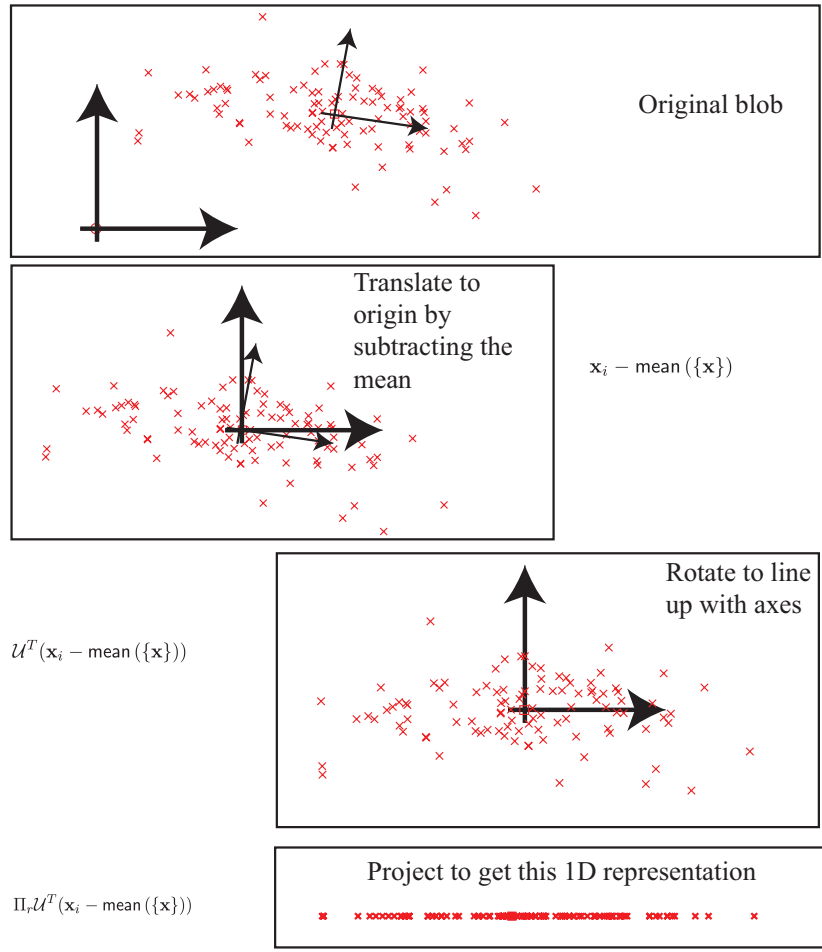 Original blob
Translate to
origin by
subtracting the
mean
𝐱ᵢ − mean ({𝐱})
Rotate to line
up with axes
𝒰ᵀ(𝐱ᵢ − mean ({𝐱}))
Project to get this 1D representation
Πᵣ𝒰ᵀ(𝐱ᵢ − mean ({𝐱}))